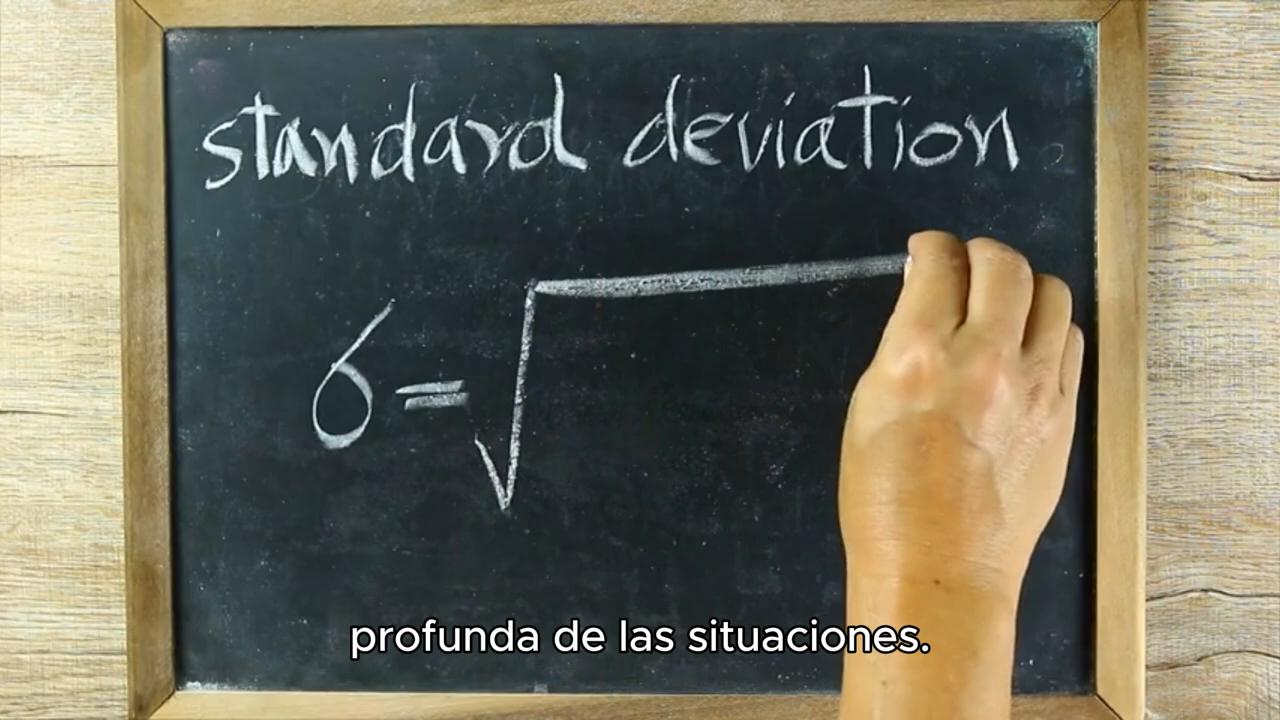 standard deviation
σ=√
profunda de las situaciones.